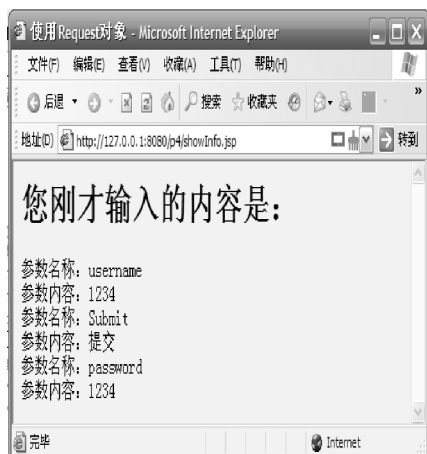 使用Request对象 - Microsoft Internet Explorer
文件(F) 编辑(E) 查看(V) 收藏(A) 工具(T) 帮助(H)
后退 搜索 收藏夹 »
地址(D) http://127.0.0.1:8080/p4/showInfo.jsp 转到
您刚才输入的内容是：
参数名称：username
参数内容：1234
参数名称：Submit
参数内容：提交
参数名称：password
参数内容：1234
完毕 Internet